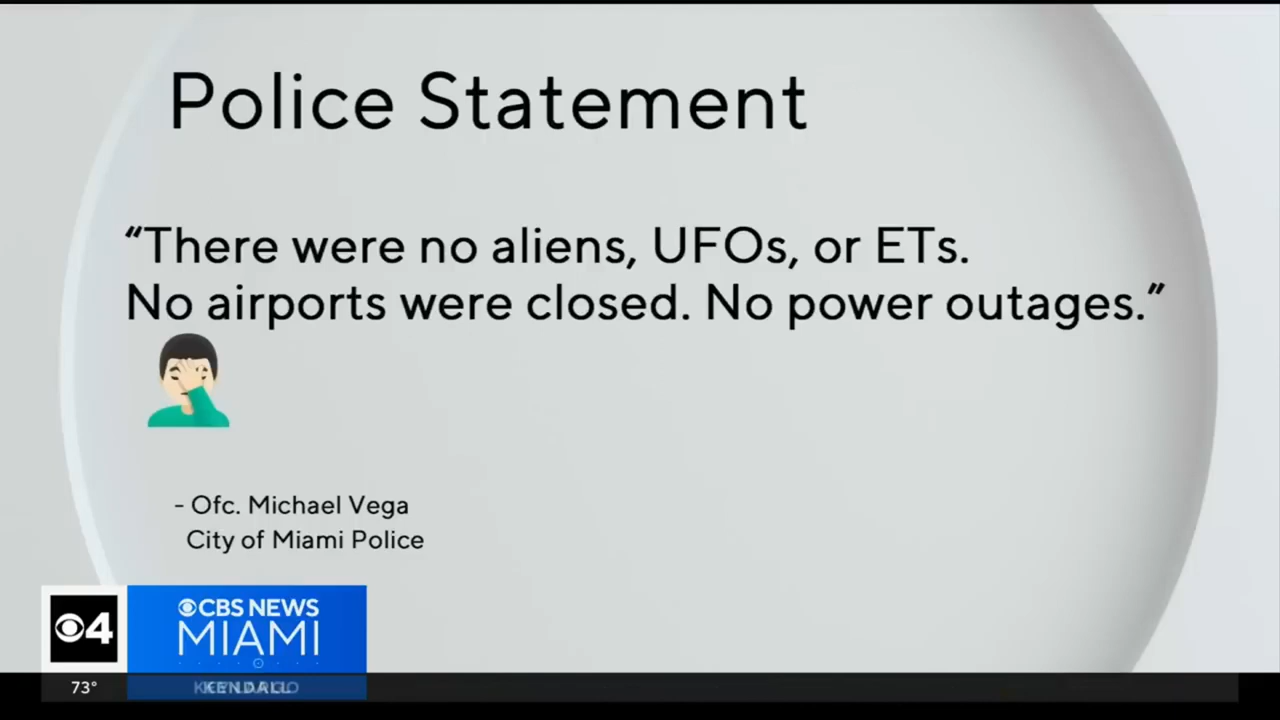 Police Statement
“There were no aliens, UFOs, or ETs.
No airports were closed. No power outages.”
- Ofc. Michael Vega
City of Miami Police
4
CBS NEWS
MIAMI
73°
KENDALL